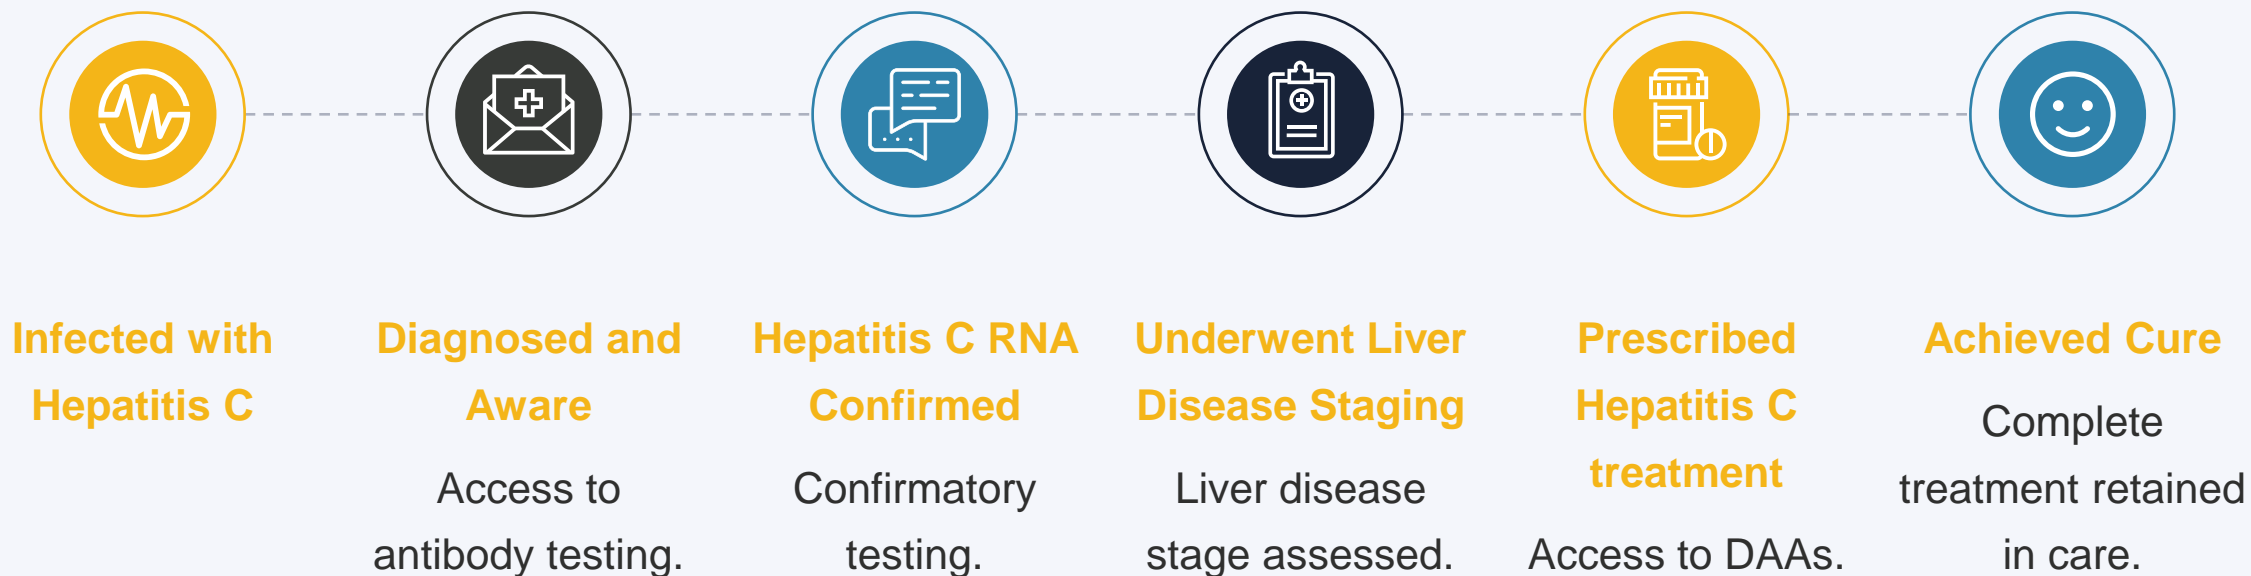 Infected with
Hepatitis C
Diagnosed and
Aware
Access to
antibody testing.
Hepatitis C RNA
Confirmed
Confirmatory
testing.
Underwent Liver
Disease Staging
Liver disease
stage assessed.
Prescribed
Hepatitis C
treatment
Access to DAAs.
Achieved Cure
Complete
treatment retained
in care.